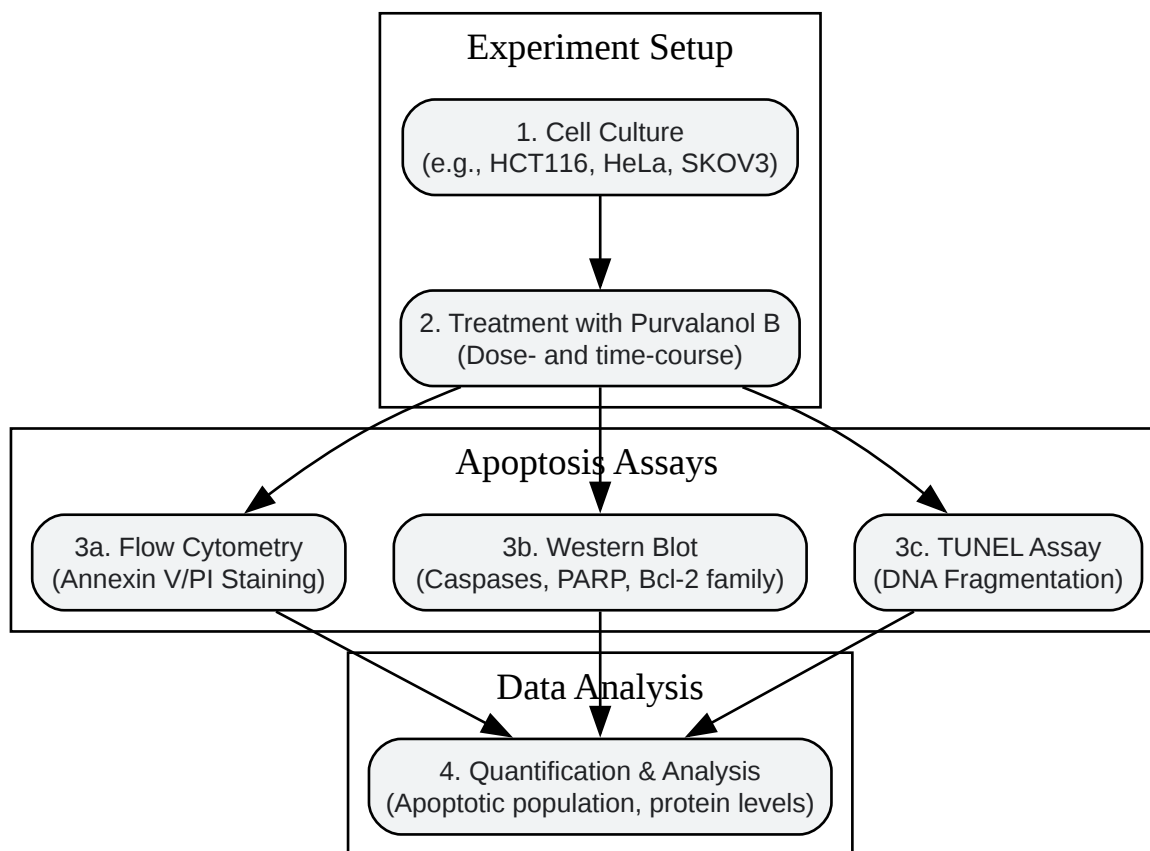 Experiment Setup
1. Cell Culture
(e.g., HCT116, HeLa, SKOV3)
2. Treatment with Purvalanol B
(Dose- and time-course)
Apoptosis Assays
3a. Flow Cytometry
(Annexin V/PI Staining)
3b. Western Blot
(Caspases, PARP, Bcl-2 family)
3c. TUNEL Assay
(DNA Fragmentation)
Data Analysis
4. Quantification & Analysis
(Apoptotic population, protein levels)